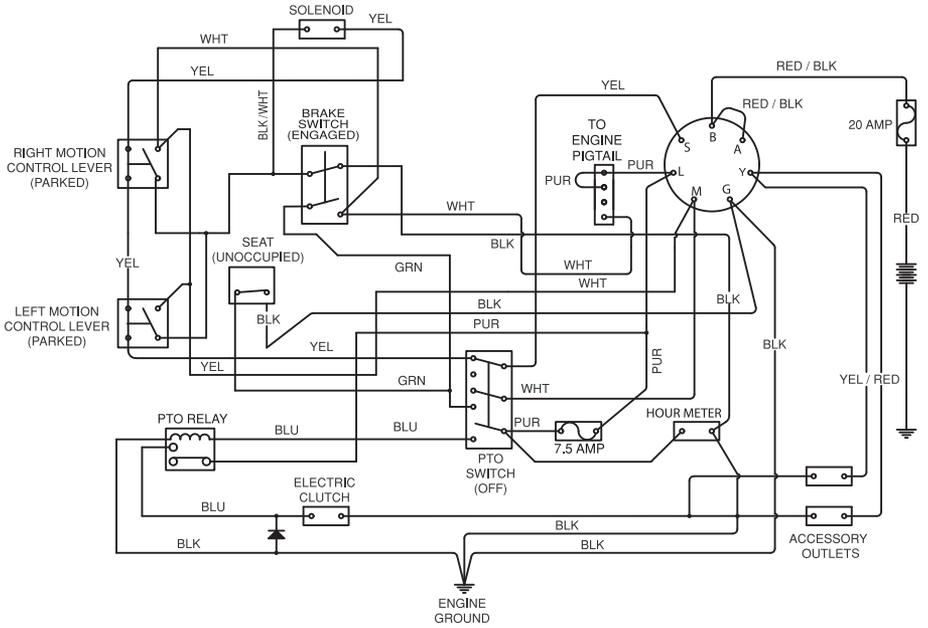 SOLENOID
YEL
WHT
YEL
RED / BLK
YEL
RED / BLK
BLK / WHT
BRAKE
SWITCH
(ENGAGED)
TO
ENGINE
PIGTAIL
20 AMP
B
S
A
RIGHT MOTION
CONTROL LEVER
(PARKED)
PUR
PUR
L
Y
M
G
WHT
RED
BLK
SEAT
(UNOCCUPIED)
YEL
GRN
WHT
WHT
BLK
BLK
LEFT MOTION
CONTROL LEVER
(PARKED)
BLK
PUR
YEL
BLK
YEL
PUR
GRN
WHT
YEL / RED
PTO RELAY
BLU
BLU
PUR
HOUR METER
7.5 AMP
PTO
SWITCH
(OFF)
ELECTRIC
CLUTCH
BLU
BLK
BLK
BLK
ACCESSORY
OUTLETS
ENGINE
GROUND